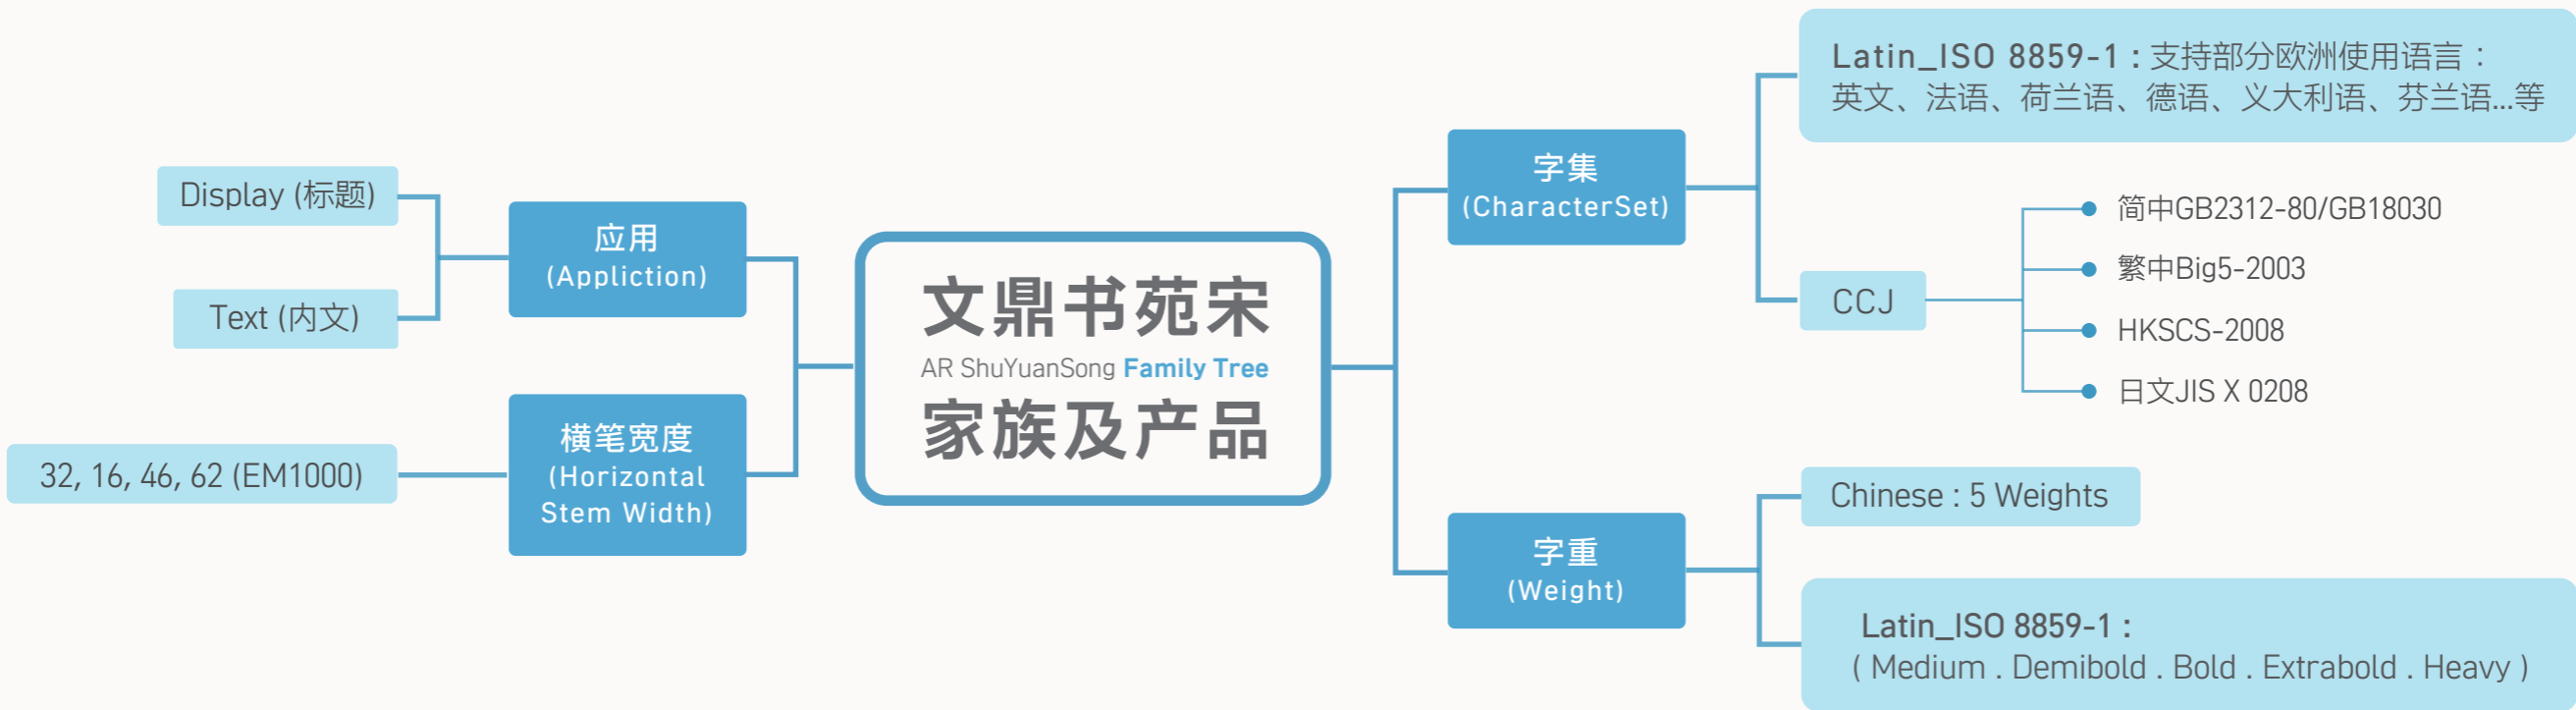 文鼎书苑宋
AR ShuYuanSong Family Tree
家族及产品
应用
(Appliction)
Display (标题)
Text (内文)
横笔宽度
(Horizontal
Stem Width)
32, 16, 46, 62 (EM1000)
字集
(CharacterSet)
Latin_ISO 8859-1 : 支持部分欧洲使用语言：
英文、法语、荷兰语、德语、义大利语、芬兰语...等
CCJ
简中GB2312-80/GB18030
繁中Big5-2003
HKSCS-2008
日文JIS X 0208
字重
(Weight)
Chinese : 5 Weights
Latin_ISO 8859-1 :
( Medium . Demibold . Bold . Extrabold . Heavy )